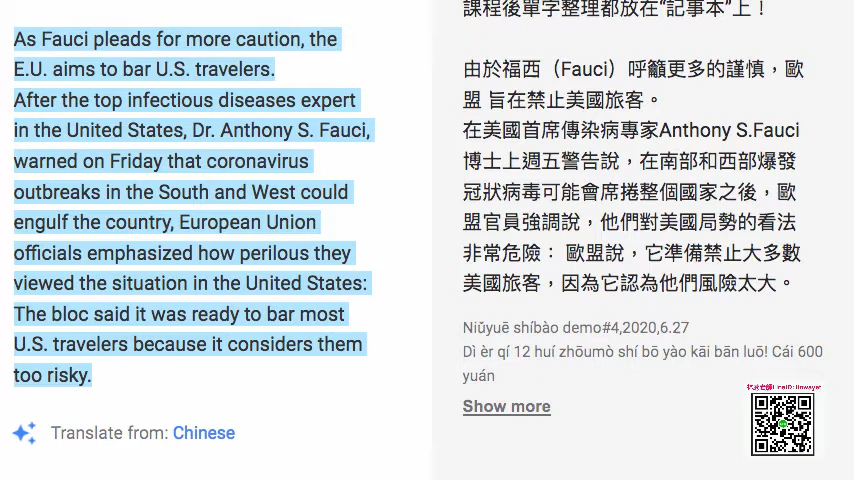 As Fauci pleads for more caution, the
E.U. aims to bar U.S. travelers.
After the top infectious diseases expert
in the United States, Dr. Anthony S. Fauci,
warned on Friday that coronavirus
outbreaks in the South and West could
engulf the country, European Union
officials emphasized how perilous they
viewed the situation in the United States:
The bloc said it was ready to bar most
U.S. travelers because it considers them
too risky.
Translate from: Chinese
課程後單字整理都放在“記事本”上！
由於福西（Fauci）呼籲更多的謹慎，歐
盟 旨在禁止美國旅客。
在美國首席傳染病專家Anthony S.Fauci
博士上週五警告說，在南部和西部爆發
冠狀病毒可能會席捲整個國家之後，歐
盟官員強調說，他們對美國局勢的看法
非常危險： 歐盟說，它準備禁止大多數
美國旅客，因為它認為他們風險太大。
Niǔyuē shíbào demo#4,2020,6.27
Dì èr qí 12 huí zhōumò shí bō yào kāi bān luō! Cái 600
yuán
Show more